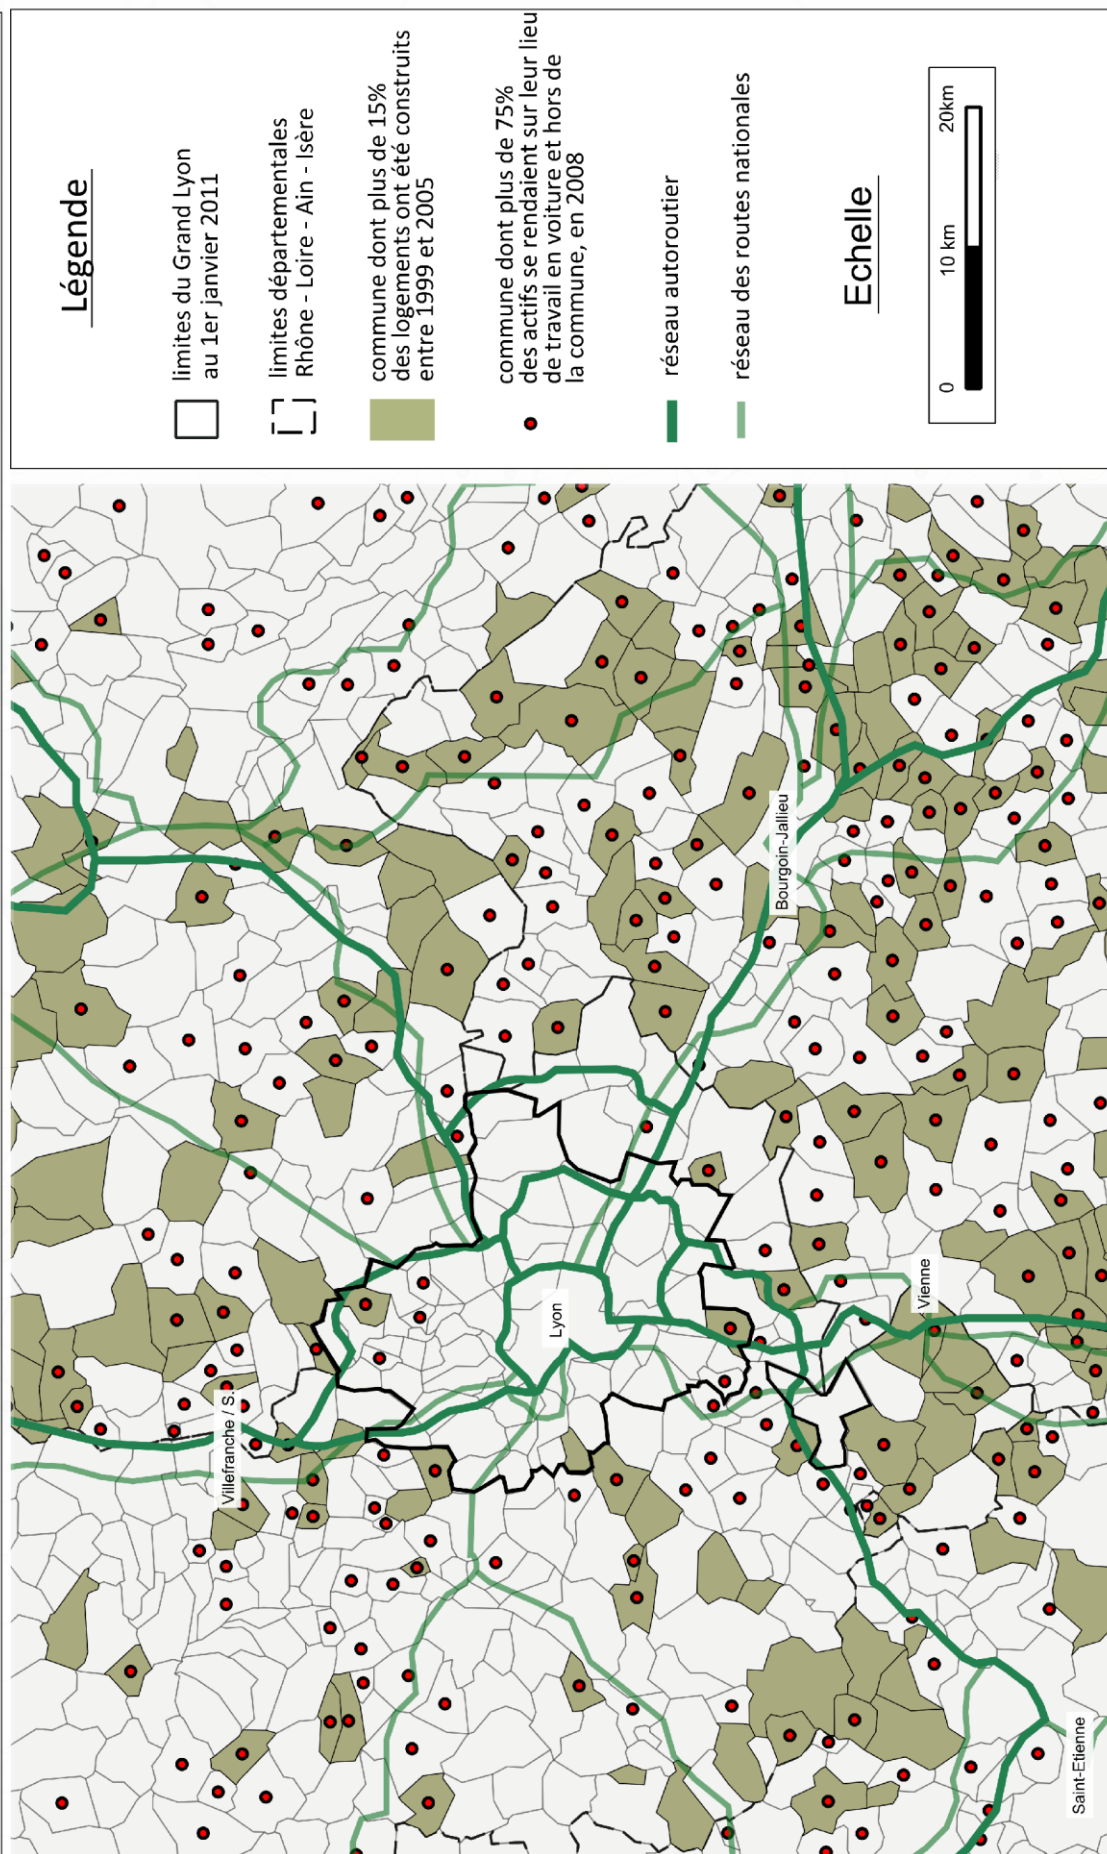 Légende
limites du Grand Lyon
au 1er janvier 2011
limites départementales
Rhône - Loire - Ain - Isère
commune dont plus de 15%
des logements ont été construits
entre 1999 et 2005
commune dont plus de 75%
des actifs se rendaient sur leur lieu
de travail en voiture et hors de
la commune, en 2008
réseau autoroutier
réseau des routes nationales
Echelle
0 10 km 20km
Villefranche / S.
Lyon
Bourgoin-Jallieu
Vienne
Saint-Etienne